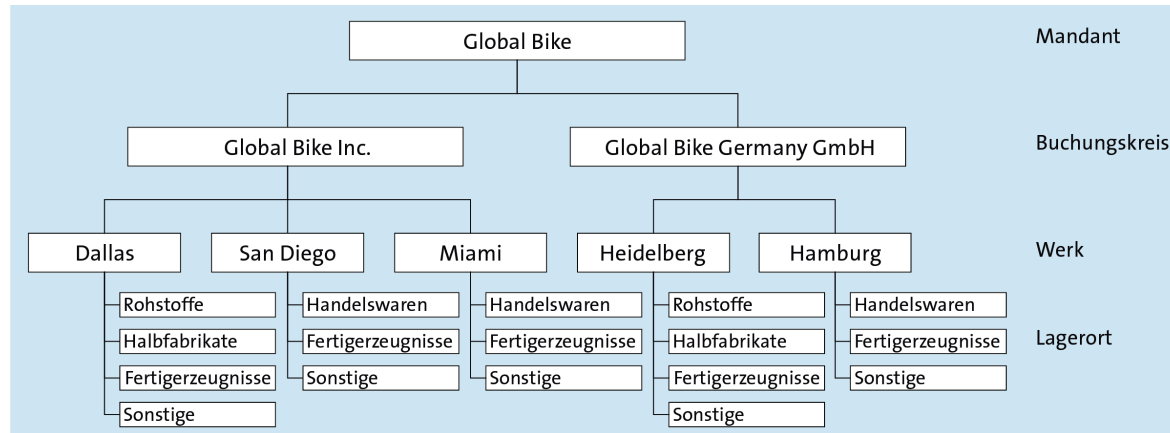 Global Bike
Mandant
Global Bike Inc.
Global Bike Germany GmbH
Buchungskreis
Dallas
San Diego
Miami
Heidelberg
Hamburg
Werk
Rohstoffe
Handelswaren
Handelswaren
Rohstoffe
Handelswaren
Halbfabrikate
Fertigerzeugnisse
Fertigerzeugnisse
Halbfabrikate
Fertigerzeugnisse
Lagerort
Fertigerzeugnisse
Sonstige
Sonstige
Fertigerzeugnisse
Sonstige
Sonstige
Sonstige